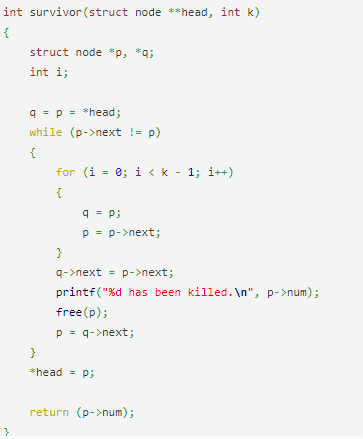 int survivor(struct node **head, int k)
{
    struct node *p, *q;
    int i;

    q = p = *head;
    while (p->next != p)
    {
        for (i = 0; i < k - 1; i++)
        {
            q = p;
            p = p->next;
        }
        q->next = p->next;
        printf("%d has been killed.\n", p->num);
        free(p);
        p = q->next;
    }
    *head = p;

    return (p->num);
}